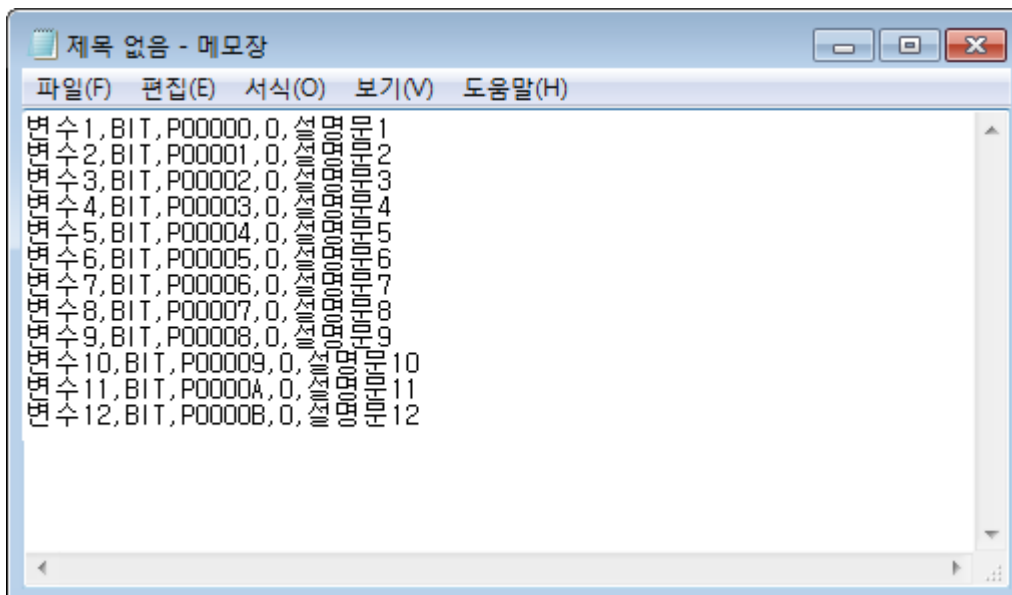 제목 없음 - 메모장
파일(F) 편집(E) 서식(O) 보기(V) 도움말(H)
변수1,BIT,P00000,0,설명문1
변수2,BIT,P00001,0,설명문2
변수3,BIT,P00002,0,설명문3
변수4,BIT,P00003,0,설명문4
변수5,BIT,P00004,0,설명문5
변수6,BIT,P00005,0,설명문6
변수7,BIT,P00006,0,설명문7
변수8,BIT,P00007,0,설명문8
변수9,BIT,P00008,0,설명문9
변수10,BIT,P00009,0,설명문10
변수11,BIT,P0000A,0,설명문11
변수12,BIT,P0000B,0,설명문12